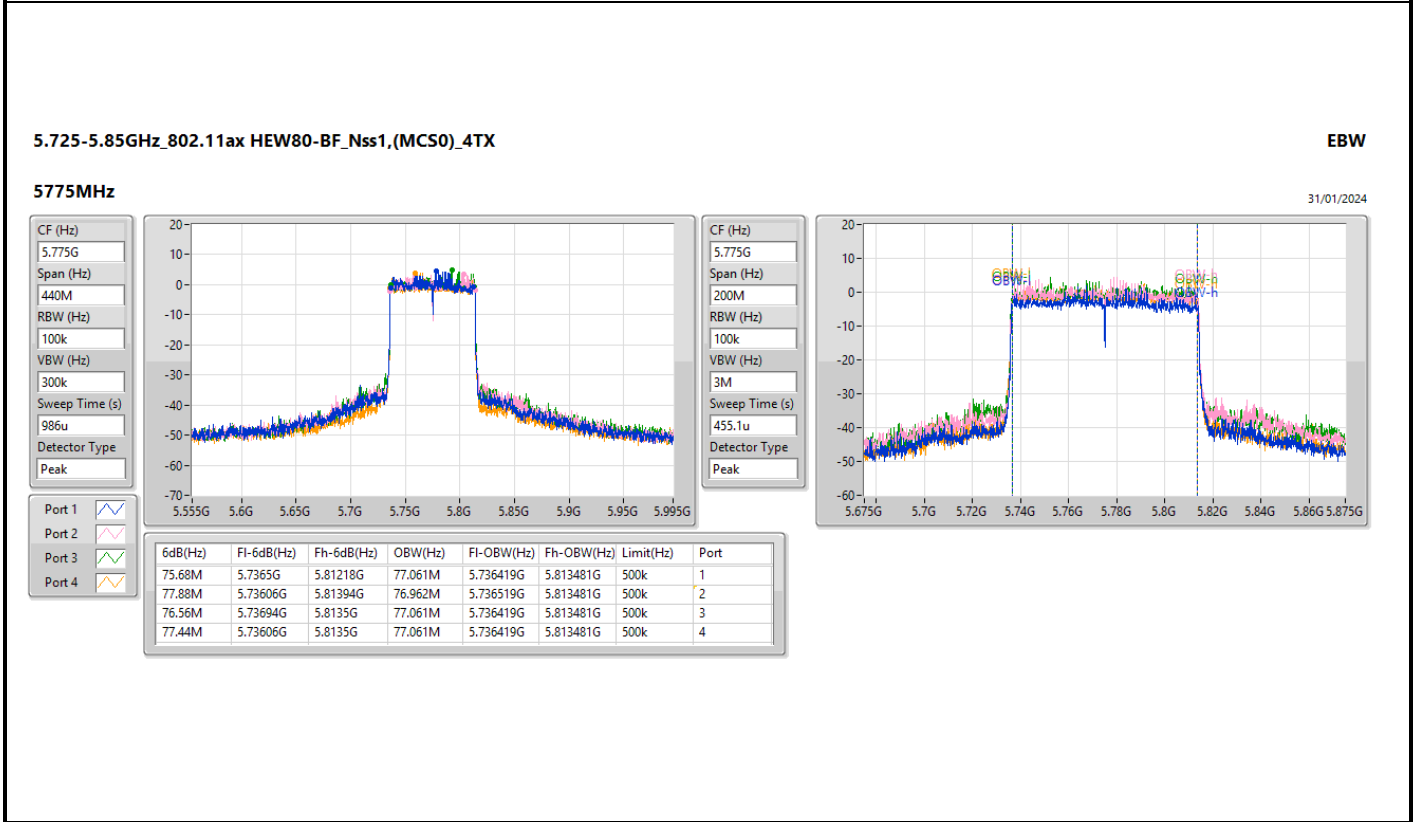 5.725-5.85GHz_802.11ax HEW80-BF_Nss1,(MCS0)_4TX
EBW
5775MHz
31/01/2024
CF (Hz)
5.775G
Span (Hz)
440M
RBW (Hz)
100k
VBW (Hz)
300k
Sweep Time (s)
986u
Detector Type
Peak
20
10
0
-10
-20
-30
-40
-50
-60
-70
5.555G 5.6G 5.65G 5.7G 5.75G 5.8G 5.85G 5.9G 5.95G 5.995G
CF (Hz)
5.775G
Span (Hz)
200M
RBW (Hz)
100k
VBW (Hz)
3M
Sweep Time (s)
455.1u
Detector Type
Peak
20
10
0
-10
-20
-30
-40
-50
-60
OBW-h
OBW-h
5.675G 5.7G 5.72G 5.74G 5.76G 5.78G 5.8G 5.82G 5.84G 5.86G 5.875G
Port 1
Port 2
Port 3
Port 4
6dB(Hz) Fl-6dB(Hz) Fh-6dB(Hz) OBW(Hz) Fl-OBW(Hz) Fh-OBW(Hz) Limit(Hz) Port
75.68M 5.7365G 5.81218G 77.061M 5.736419G 5.813481G 500k 1
77.88M 5.73606G 5.81394G 76.962M 5.736519G 5.813481G 500k 2
76.56M 5.73694G 5.8135G 77.061M 5.736419G 5.813481G 500k 3
77.44M 5.73606G 5.8135G 77.061M 5.736419G 5.813481G 500k 4